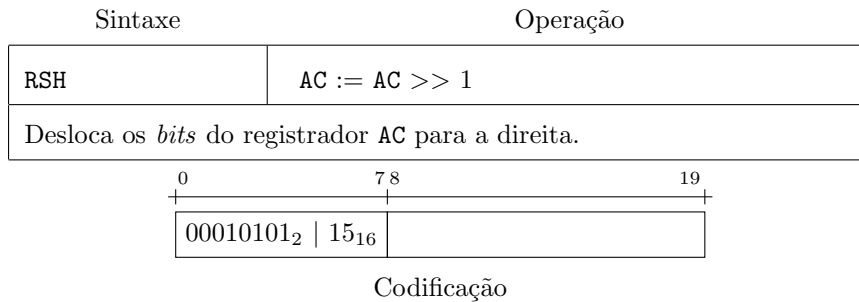 Sintaxe Operação
RSH AC := AC >> 1
Desloca os bits do registrador AC para a direita.
0 7 8 19
00010101₂ | 15₁₆
Codificação